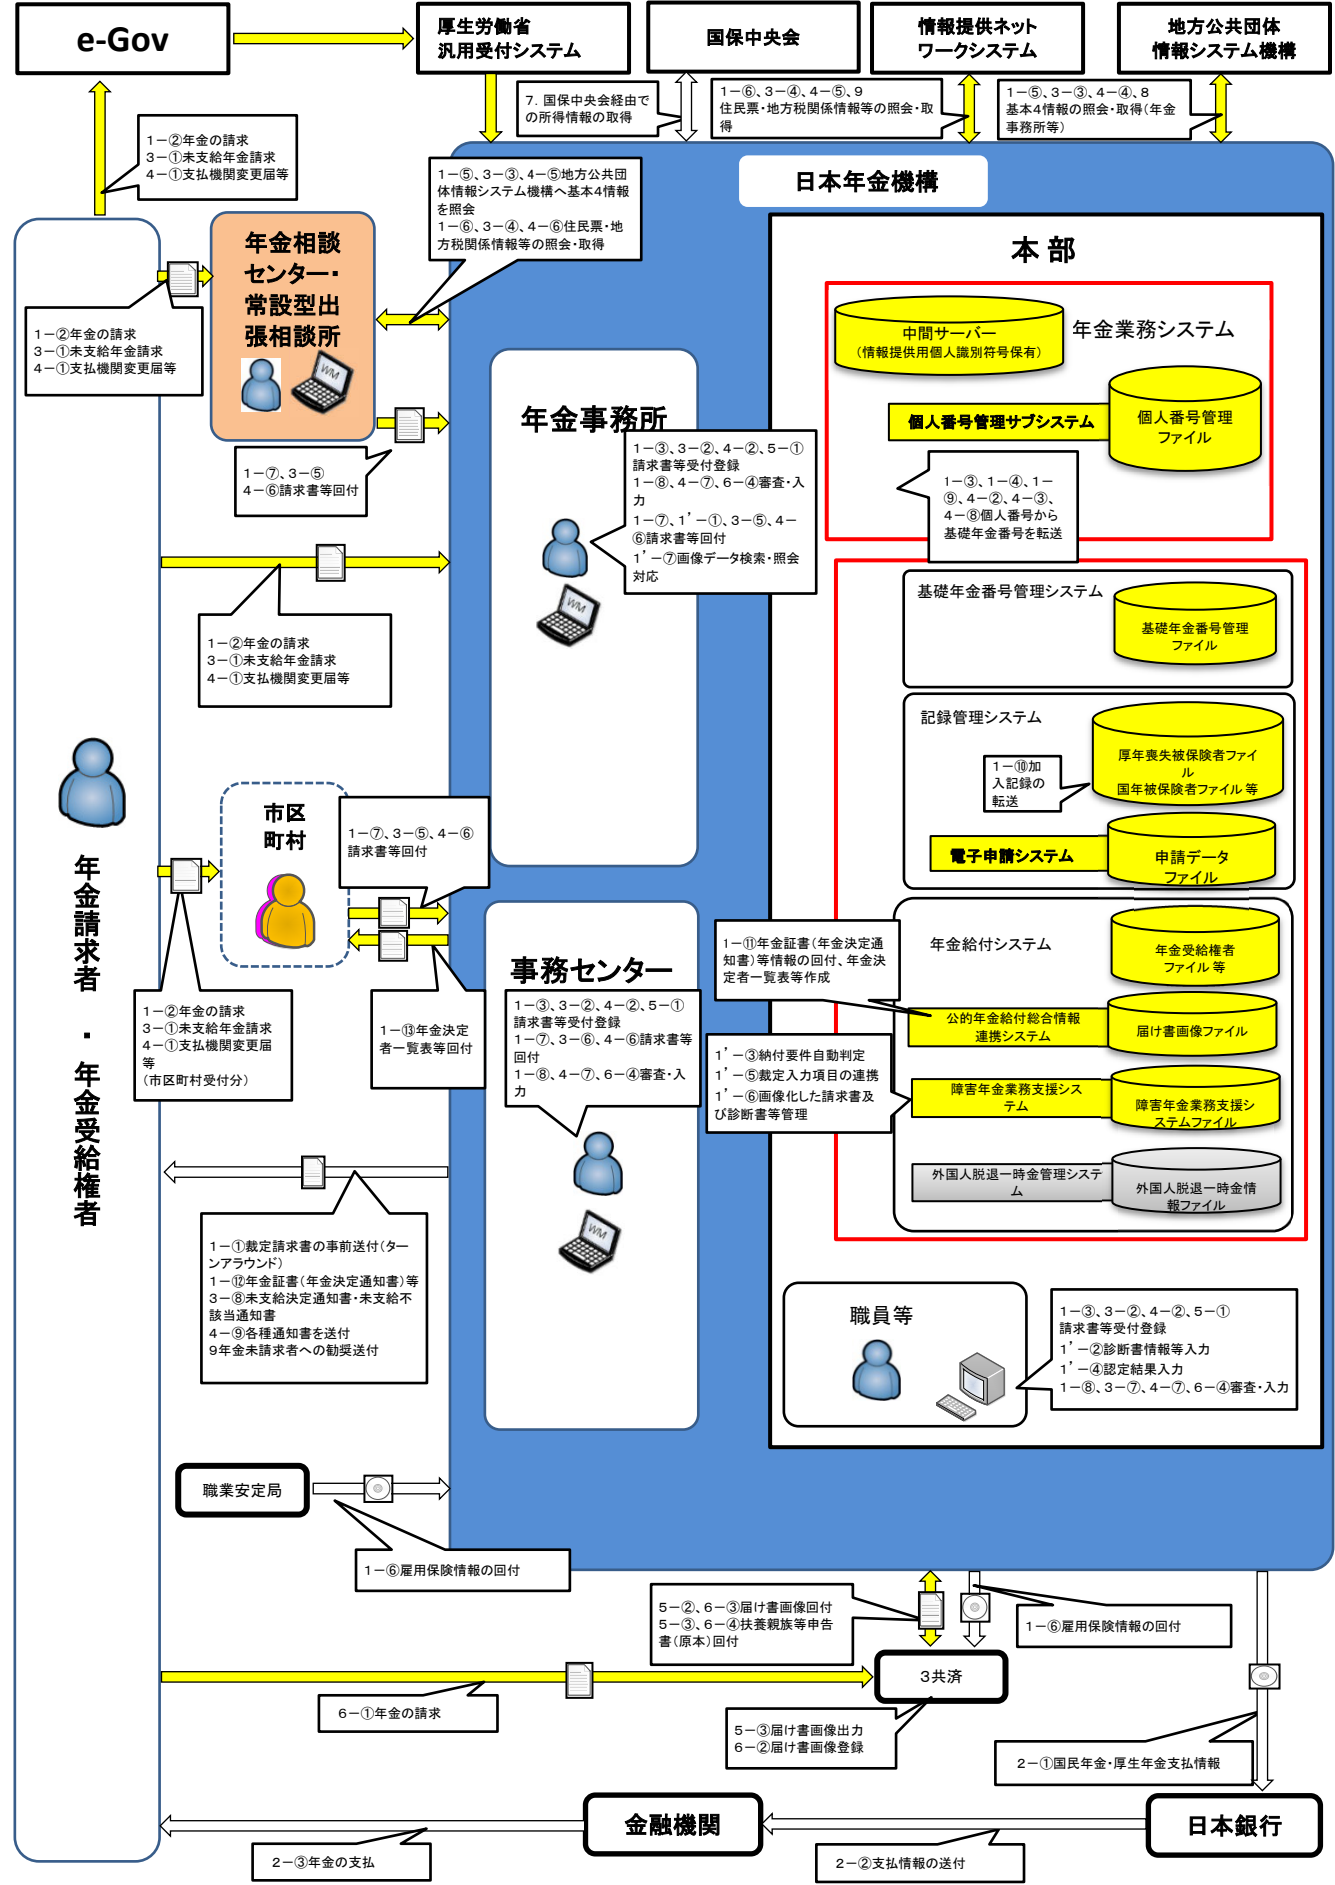 e-Gov
厚生労働省
汎用受付システム
国保中央会
情報提供ネット
ワークシステム
地方公共団体
情報システム機構
7．国保中央会経由で
の所得情報の取得
1－⑥、3－④、4－⑤、9
住民票・地方税関係情報等の照会・取
得
1－⑤、3－③、4－④、8
基本4情報の照会・取得（年金
事務所等）
1－②年金の請求
3－①未支給年金請求
4－①支払機関変更届等
1－⑤、3－③、4－⑤地方公共団
体情報システム機構へ基本4情報
を照会
1－⑥、3－④、4－⑥住民票・地
方税関係情報等の照会・取得
日本年金機構
本 部
年金相談
センター・
常設型出
張相談所
1－②年金の請求
3－①未支給年金請求
4－①支払機関変更届等
中間サーバー
（情報提供用個人識別符号保有）
年金業務システム
個人番号管理サブシステム
個人番号管理
ファイル
年金事務所
1－③、3－②、4－②、5－①
請求書等受付登録
1－⑧、4－⑦、6－④審査・入
力
1－⑦、1’－①、3－⑤、4－
⑥請求書等回付
1’－⑦画像データ検索・照会
対応
1－⑦、3－⑤
4－⑥請求書等回付
1－③、1－④、1－
⑨、4－②、4－③、
4－⑧個人番号から
基礎年金番号を転送
基礎年金番号管理システム
基礎年金番号管理
ファイル
1－②年金の請求
3－①未支給年金請求
4－①支払機関変更届等
記録管理システム
厚年喪失被保険者ファイ
ル
国年被保険者ファイル 等
1－⑩加
入記録の
転送
電子申請システム
申請データ
ファイル
市区
町村
1－⑦、3－⑤、4－⑥
請求書等回付
年金請求者 ・ 年金受給権者
年金給付システム
年金受給権者
ファイル 等
1－⑪年金証書（年金決定通
知書）等情報の回付、年金決
定者一覧表等作成
事務センター
1－③、3－②、4－②、5－①
請求書等受付登録
1－⑦、3－⑥、4－⑥請求書等
回付
1－⑧、4－⑦、6－④審査・入
力
1－②年金の請求
3－①未支給年金請求
4－①支払機関変更届
等
（市区町村受付分）
1－⑬年金決定
者一覧表等回付
公的年金給付総合情報
連携システム
届け書画像ファイル
1’－③納付要件自動判定
1’－⑤裁定入力項目の連携
1’－⑥画像化した請求書及
び診断書等管理
障害年金業務支援シス
テム
障害年金業務支援シ
ステムファイル
外国人脱退一時金管理システ
ム
外国人脱退一時金情
報ファイル
1－①裁定請求書の事前送付（ター
ンアラウンド）
1－⑫年金証書（年金決定通知書）等
3－⑧未支給決定通知書・未支給不
該当通知書
4－⑨各種通知書を送付
9年金未請求者への勧奨送付
職員等
1－③、3－②、4－②、5－①
請求書等受付登録
1’－②診断書情報等入力
1’－④認定結果入力
1－⑧、3－⑦、4－⑦、6－④審査・入力
職業安定局
1－⑥雇用保険情報の回付
5－②、6－③届け書画像回付
5－③、6－④扶養親族等申告
書（原本）回付
1－⑥雇用保険情報の回付
3共済
6－①年金の請求
5－③届け書画像出力
6－②届け書画像登録
2－①国民年金・厚生年金支払情報
金融機関
日本銀行
2－③年金の支払
2－②支払情報の送付